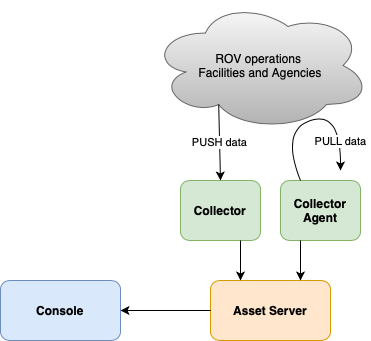 ROV operations
Facilities and Agencies
PUSH data
PULL data
Collector
Collector
Agent
Console
Asset Server